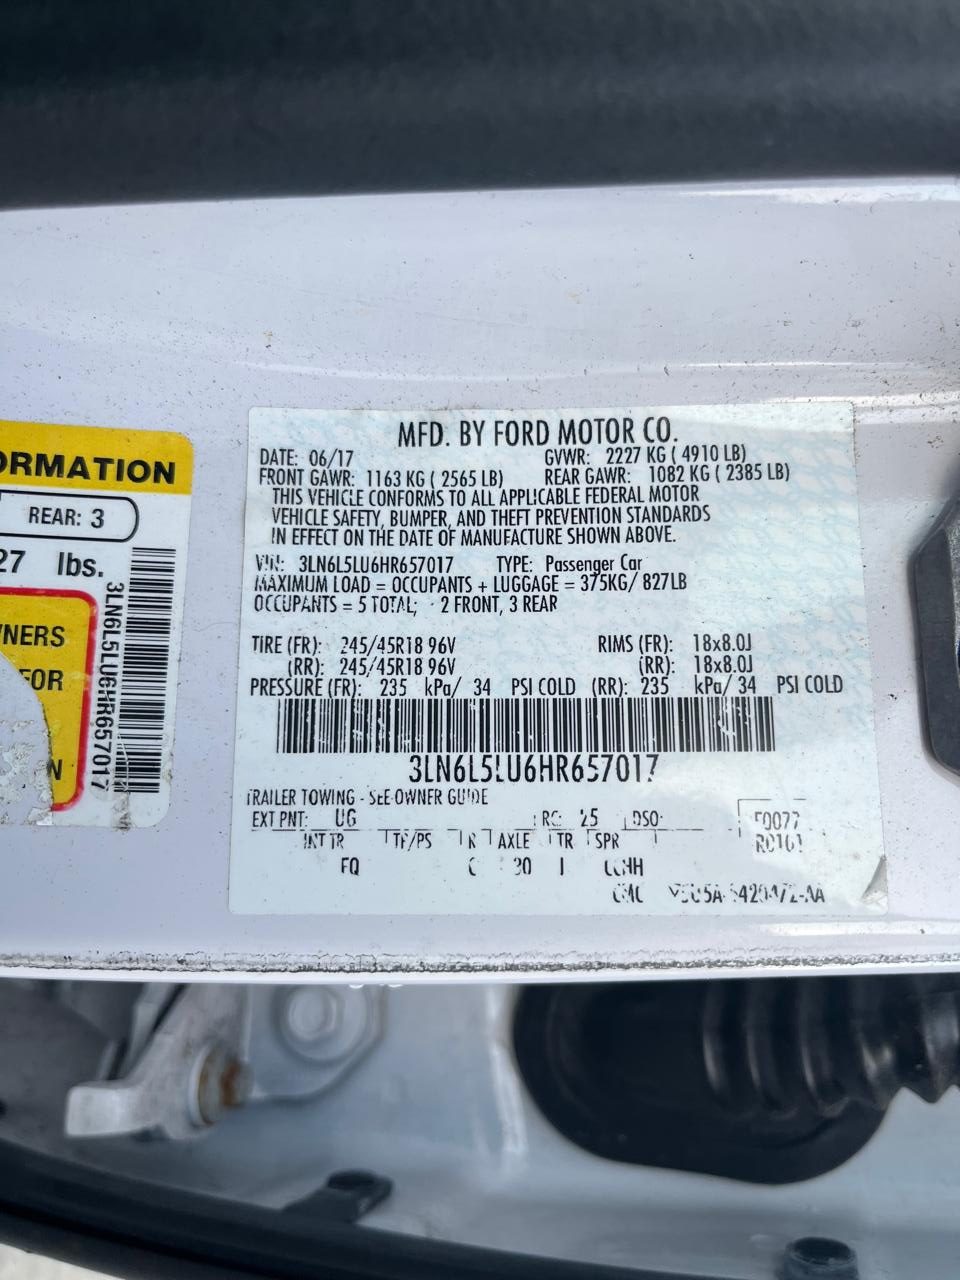 ORMATION
REAR: 3
27 lbs.
WNERS
FOR
N
3LN6L5LU6HR657017
MFD. BY FORD MOTOR CO.
DATE: 06/17 GVWR: 2227 KG ( 4910 LB)
FRONT GAWR: 1163 KG ( 2565 LB) REAR GAWR: 1082 KG ( 2385 LB)
THIS VEHICLE CONFORMS TO ALL APPLICABLE FEDERAL MOTOR
VEHICLE SAFETY, BUMPER, AND THEFT PREVENTION STANDARDS
IN EFFECT ON THE DATE OF MANUFACTURE SHOWN ABOVE.
VIN: 3LN6L5LU6HR657017 TYPE: Passenger Car
MAXIMUM LOAD = OCCUPANTS + LUGGAGE = 375KG/ 827LB
OCCUPANTS = 5 TOTAL; 2 FRONT, 3 REAR
TIRE (FR): 245/45R18 96V RIMS (FR): 18x8.0J
(RR): 245/45R18 96V (RR): 18x8.0J
PRESSURE (FR): 235 kPa/ 34 PSI COLD (RR): 235 kPa/ 34 PSI COLD
3LN6L5LU6HR657017
TRAILER TOWING - SEE OWNER GUIDE
EXT PNT: UG RC: 25 DSO:
INT TR TP/PS R AXLE TR SPR
FQ